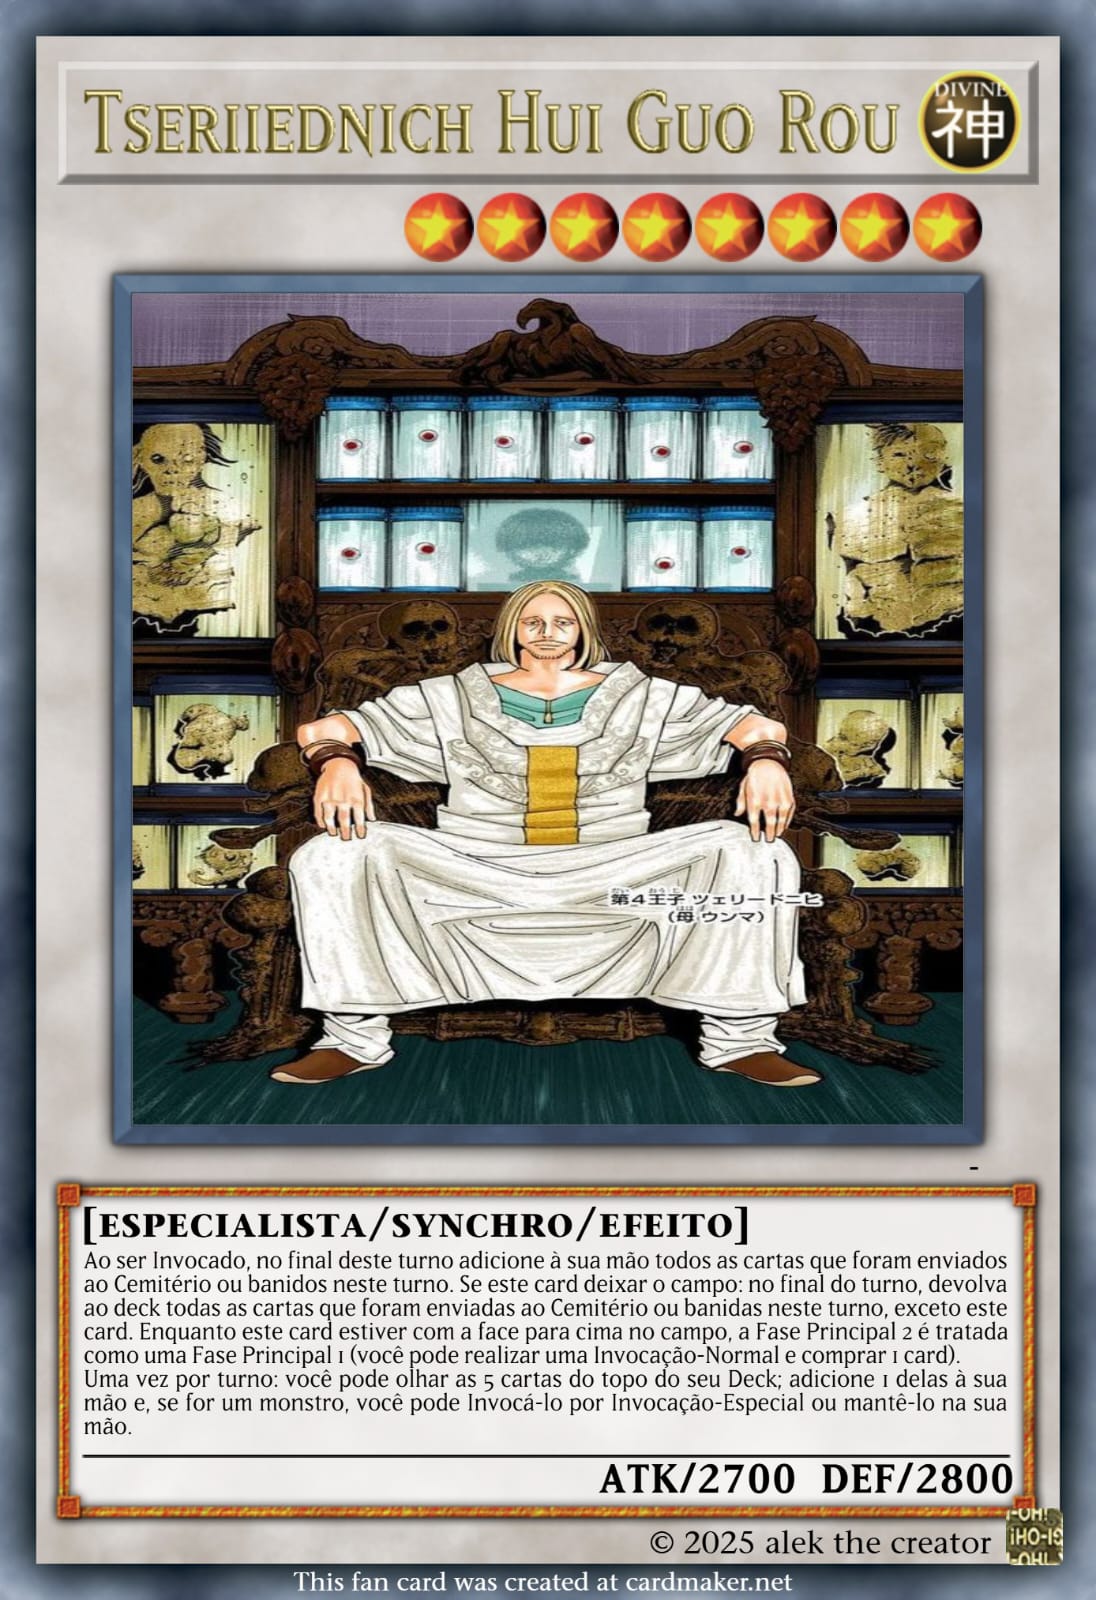 Tseriiednich Hui Guo Rou
DIVINE
神
第4王子 ツェリードニヒ
(母 ウンマ)
-
[ESPECIALISTA/SYNCHRO/EFEITO]
Ao ser Invocado, no final deste turno adicione à sua mão todos as cartas que foram enviados
ao Cemitério ou banidos neste turno. Se este card deixar o campo: no final do turno, devolva
ao deck todas as cartas que foram enviadas ao Cemitério ou banidas neste turno, exceto este
card. Enquanto este card estiver com a face para cima no campo, a Fase Principal 2 é tratada
como uma Fase Principal 1 (você pode realizar uma Invocação-Normal e comprar 1 card).
Uma vez por turno: você pode olhar as 5 cartas do topo do seu Deck; adicione 1 delas à sua
mão e, se for um monstro, você pode Invocá-lo por Invocação-Especial ou mantê-lo na sua
mão.
ATK/2700 DEF/2800
© 2025 alek the creator
This fan card was created at cardmaker.net